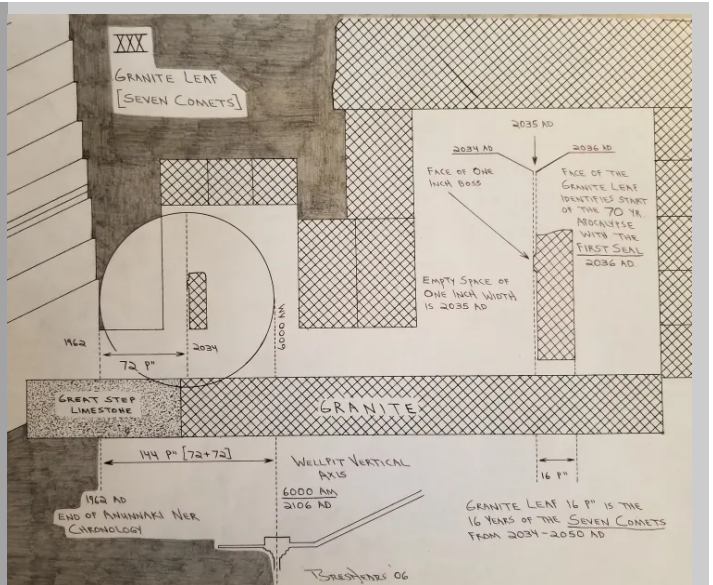 XXX
GRANITE LEAF
[SEVEN COMETS]
2035 AD
2034 AD
2036 AD
FACE OF ONE
INCH BOSS
FACE OF THE
GRANITE LEAF
IDENTIFIES START
OF THE 70 YR.
APOCALYPSE
WITH THE
FIRST SEAL
2036 AD
EMPTY SPACE OF
ONE INCH WIDTH
IS 2035 AD
1962
2034
6000 AM
72 P"
GREAT STEP
LIMESTONE
GRANITE
144 P" [72+72]
WELLPIT VERTICAL
AXIS
6000 AM
2106 AD
16 P"
1962 AD
END OF ANUNNAKI NER
CHRONOLOGY
GRANITE LEAF 16 P" IS THE
16 YEARS OF THE SEVEN COMETS
FROM 2034-2050 AD
BRESHEARS '06